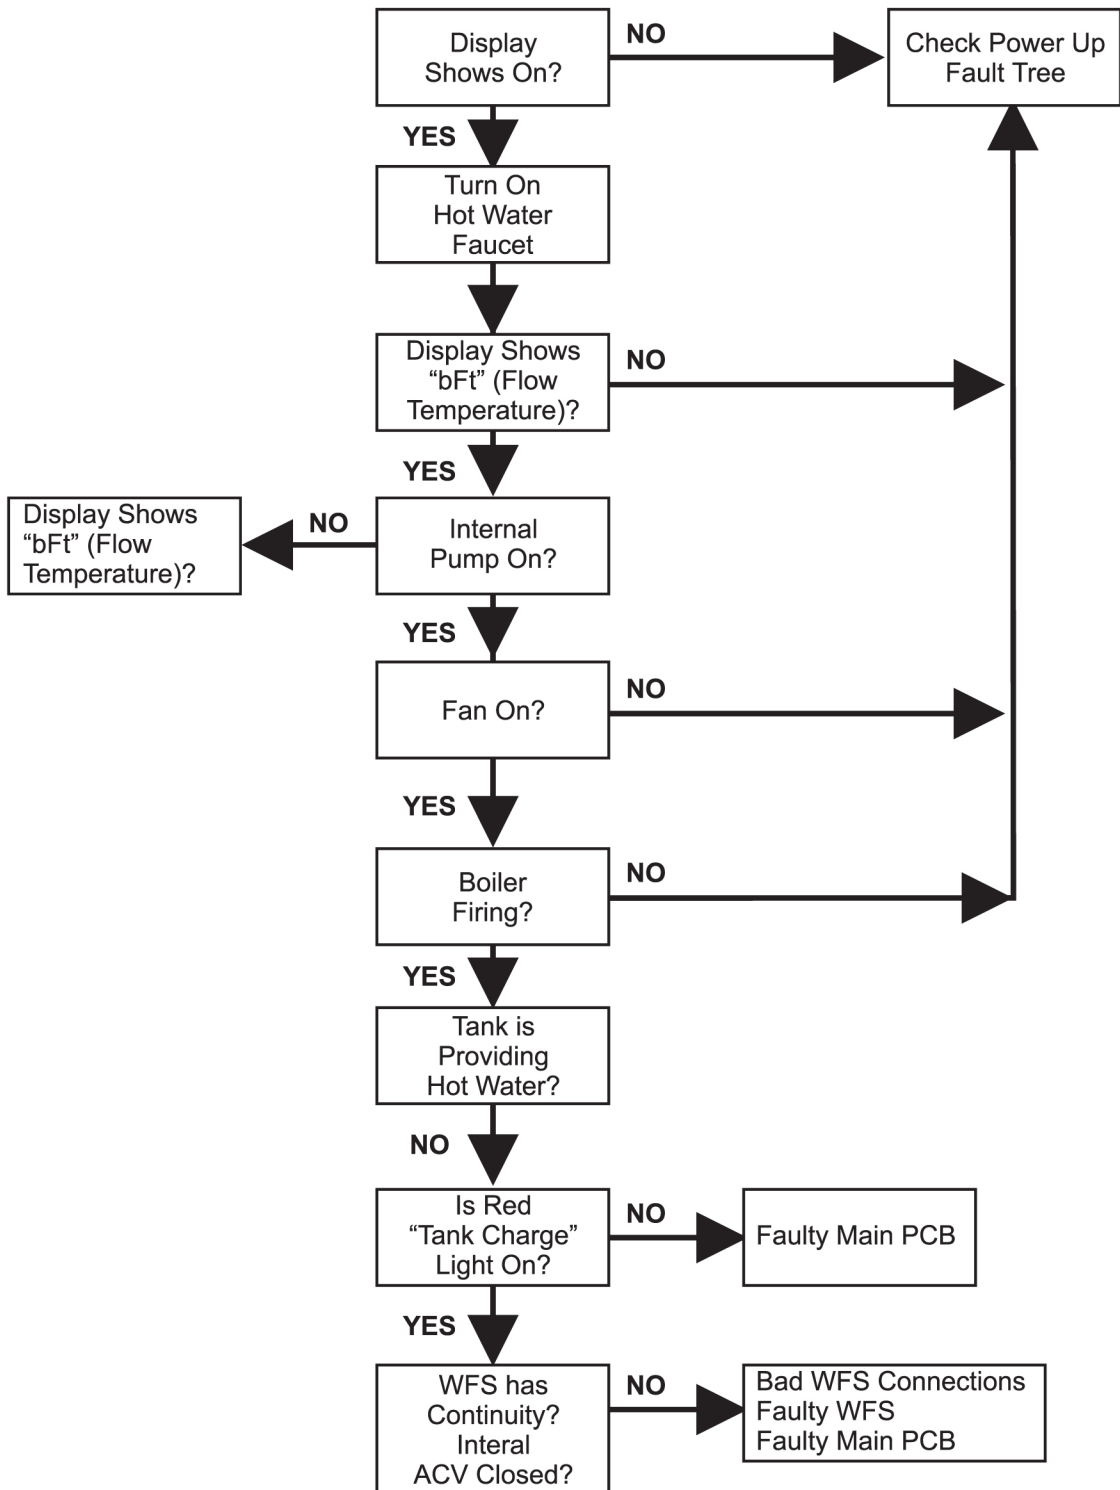 Display
Shows On?
NO
Check Power Up
Fault Tree
YES
Turn On
Hot Water
Faucet
Display Shows
“bFt” (Flow
Temperature)?
NO
YES
Display Shows
“bFt” (Flow
Temperature)?
NO
Internal
Pump On?
YES
Fan On?
NO
YES
Boiler
Firing?
NO
YES
Tank is
Providing
Hot Water?
NO
Is Red
“Tank Charge”
Light On?
NO
Faulty Main PCB
YES
WFS has
Continuity?
Interal
ACV Closed?
NO
Bad WFS Connections
Faulty WFS
Faulty Main PCB